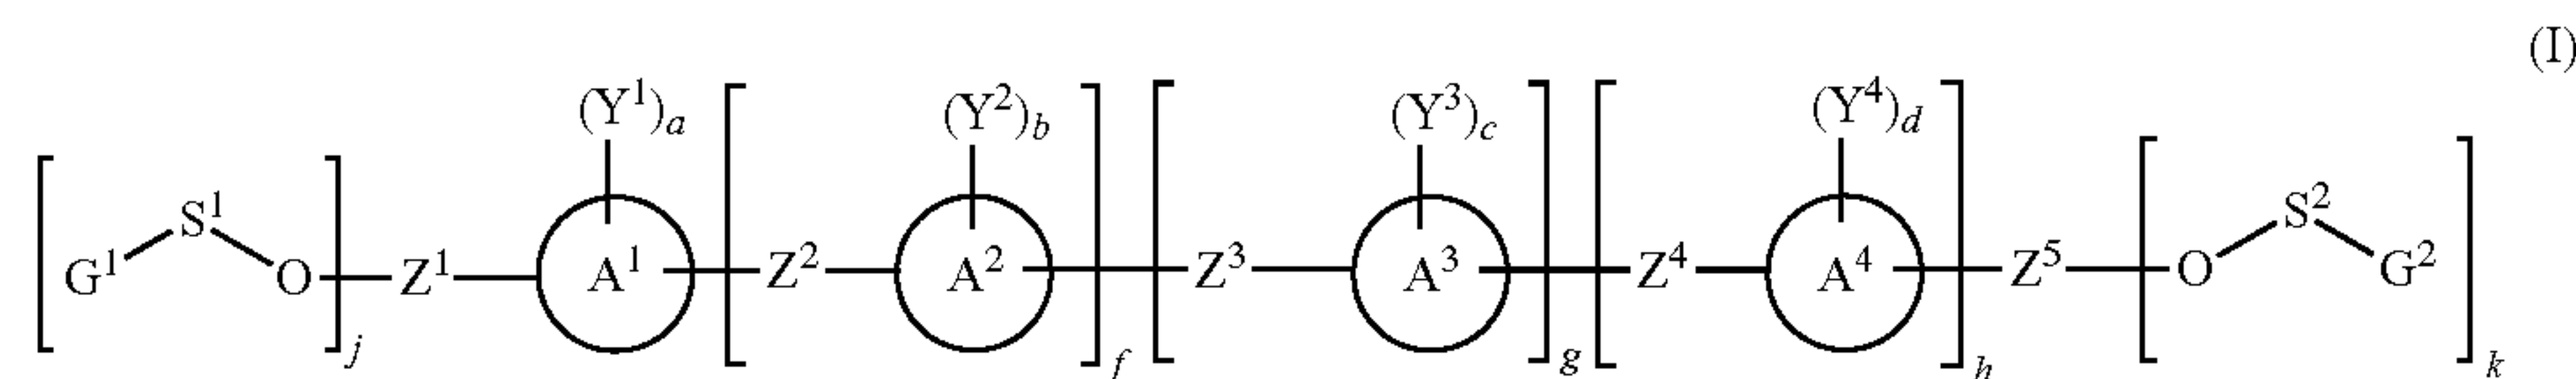 (I)
(Y¹)a (Y²)b (Y³)c (Y⁴)d
[G¹ S¹ O]j Z¹ A¹ [Z² A²]f [Z³ A³]g [Z⁴ A⁴]h Z⁵ [O S² G²]k